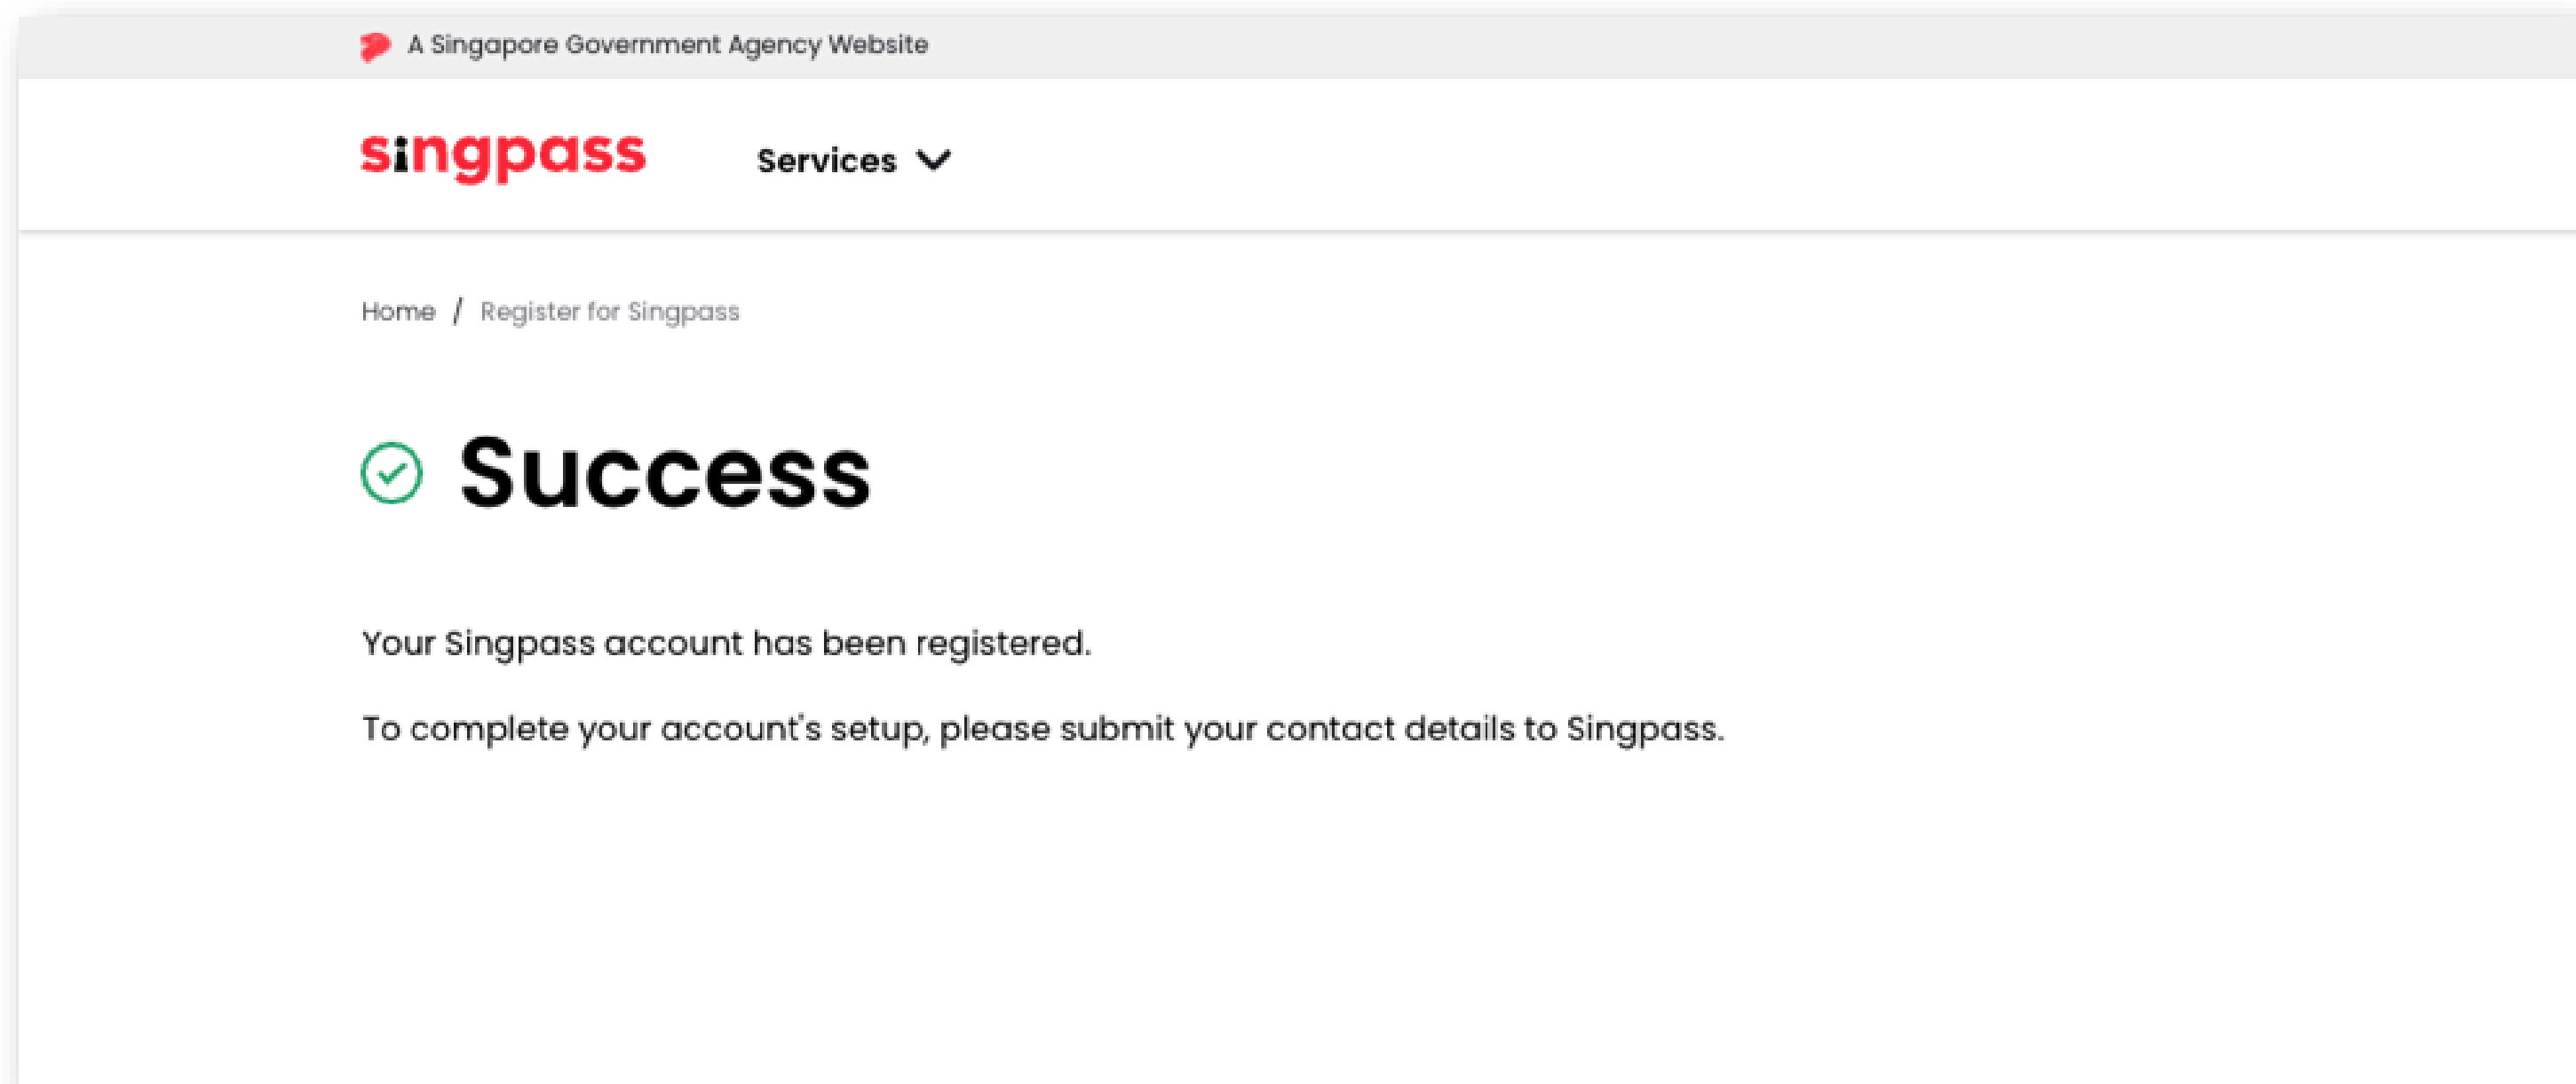 A Singapore Government Agency Website
singpass
Services
Home / Register for Singpass
Success
Your Singpass account has been registered.
To complete your account's setup, please submit your contact details to Singpass.